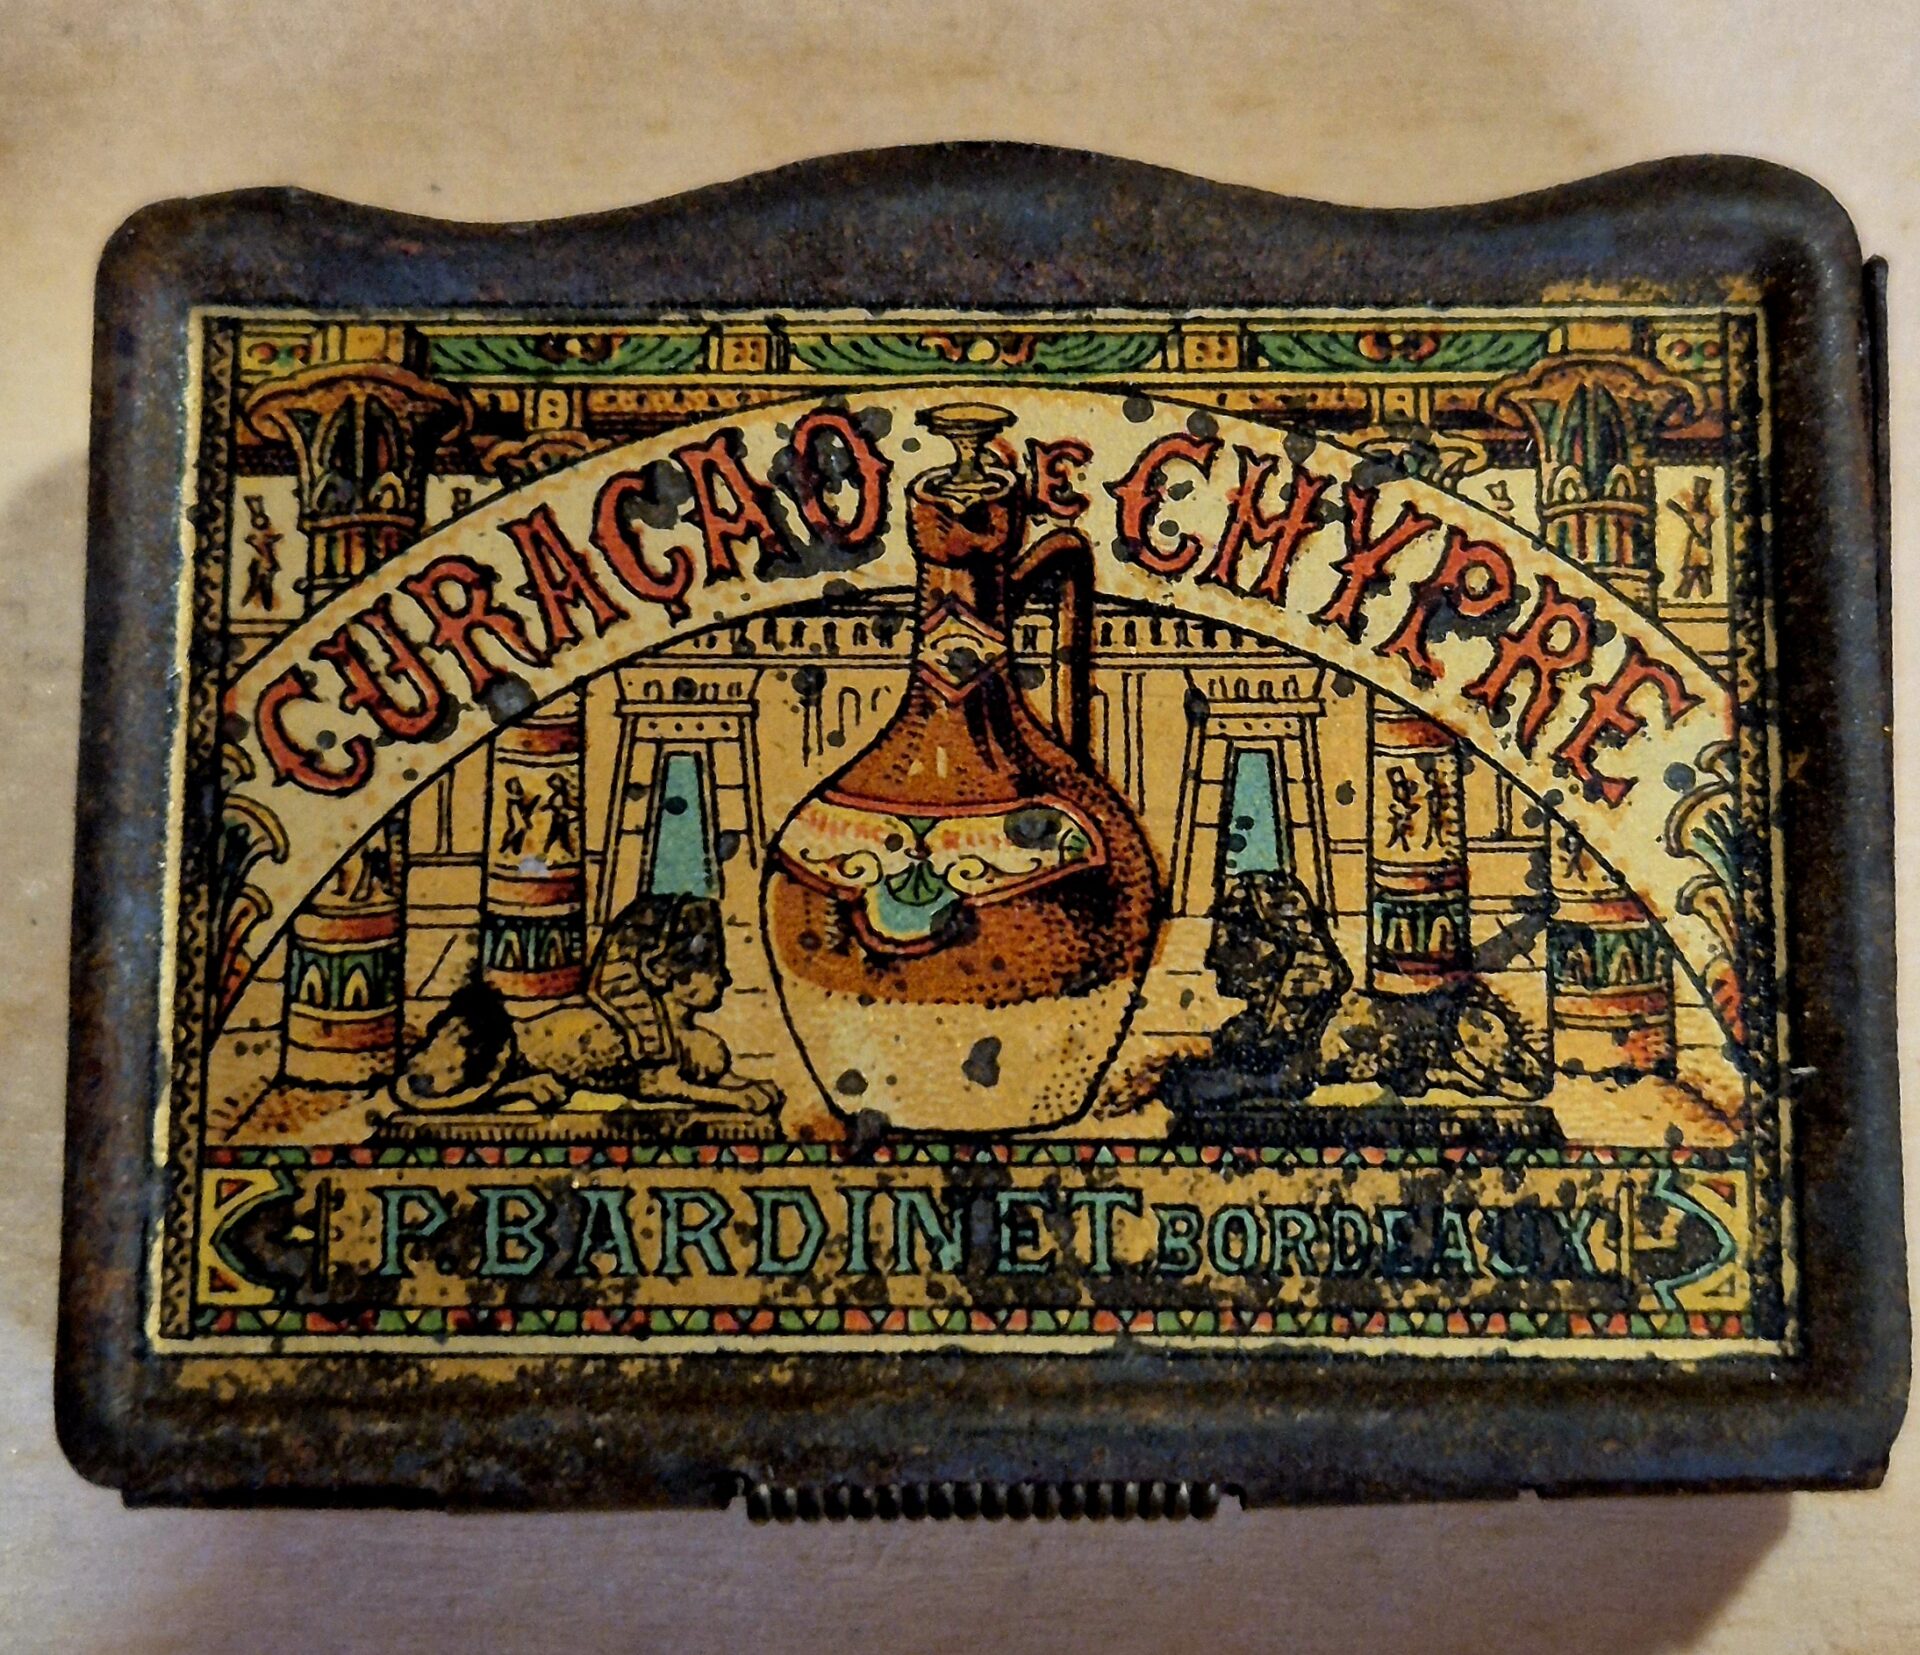 CURAÇAO DE CHYPRE
P. BARDINET BORDEAUX